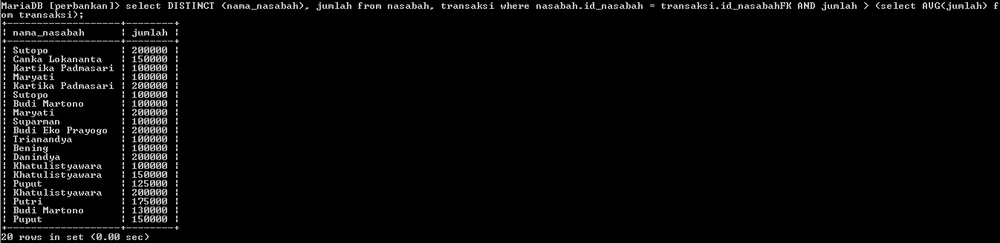 MariaDB [perbankan]> select DISTINCT (nama_nasabah), jumlah from nasabah, transaksi where nasabah.id_nasabah = transaksi.id_nasabahFK AND jumlah > (select AVG(jumlah) fr
om transaksi);
+--------------------+--------+
| nama_nasabah       | jumlah |
+--------------------+--------+
| Sutopo             | 200000 |
| Canka Lokananta    | 150000 |
| Kartika Padmasari  | 100000 |
| Maryati            | 100000 |
| Kartika Padmasari  | 200000 |
| Sutopo             | 100000 |
| Budi Martono       | 100000 |
| Maryati            | 200000 |
| Suparman           | 100000 |
| Budi Eko Prayogo   | 200000 |
| Trianandya         | 100000 |
| Bening             | 100000 |
| Danindya           | 200000 |
| Khatulistyawara    | 100000 |
| Khatulistyawara    | 150000 |
| Puput              | 125000 |
| Khatulistyawara    | 200000 |
| Putri              | 175000 |
| Budi Martono       | 130000 |
| Puput              | 150000 |
+--------------------+--------+
20 rows in set (0.00 sec)